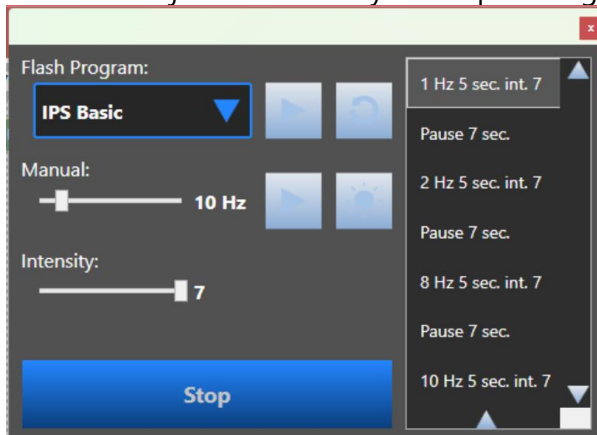 x
Flash Program:
IPS Basic
Manual:
10 Hz
Intensity:
7
Stop
1 Hz 5 sec. int. 7
Pause 7 sec.
2 Hz 5 sec. int. 7
Pause 7 sec.
8 Hz 5 sec. int. 7
Pause 7 sec.
10 Hz 5 sec. int. 7